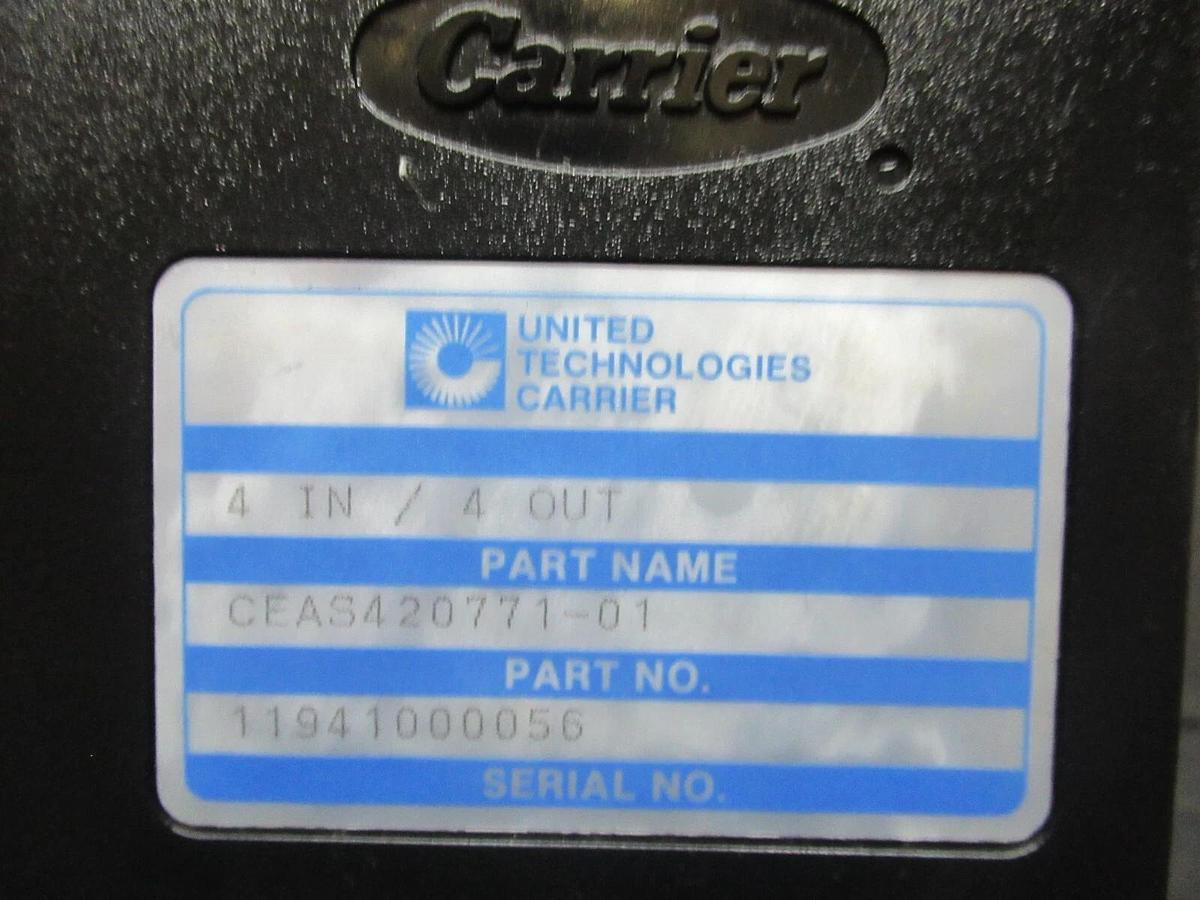 Carrier
UNITED
TECHNOLOGIES
CARRIER
4 IN / 4 OUT
PART NAME
CEAS420771-01
PART NO.
11941000056
SERIAL NO.